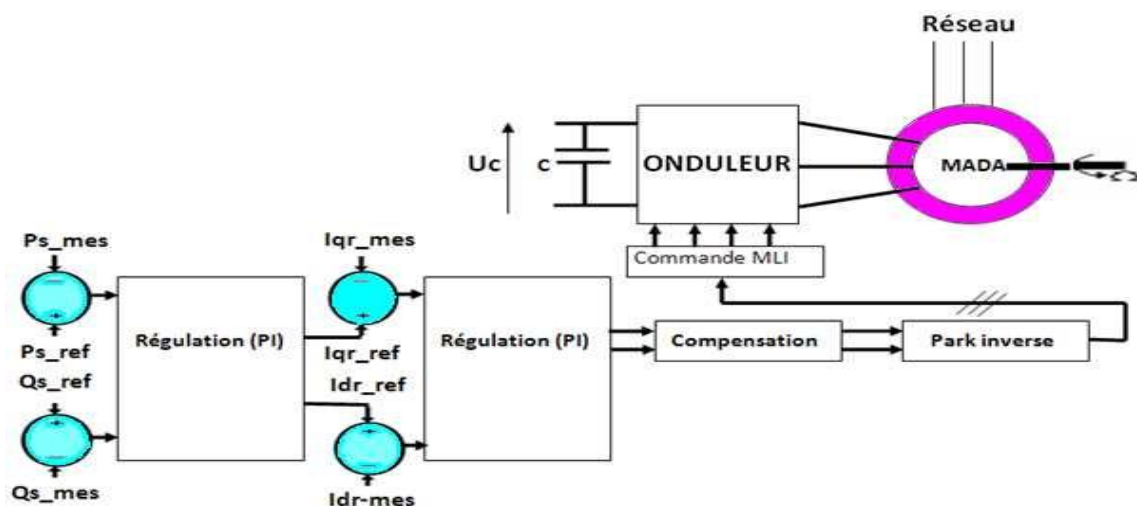 Réseau
Uc
c
ONDULEUR
MADA
Ω
Commande MLI
Ps_mes
Iqr_mes
Régulation (PI)
Régulation (PI)
Compensation
Park inverse
Ps_ref
Iqr_ref
Qs_ref
Idr_ref
Qs_mes
Idr-mes